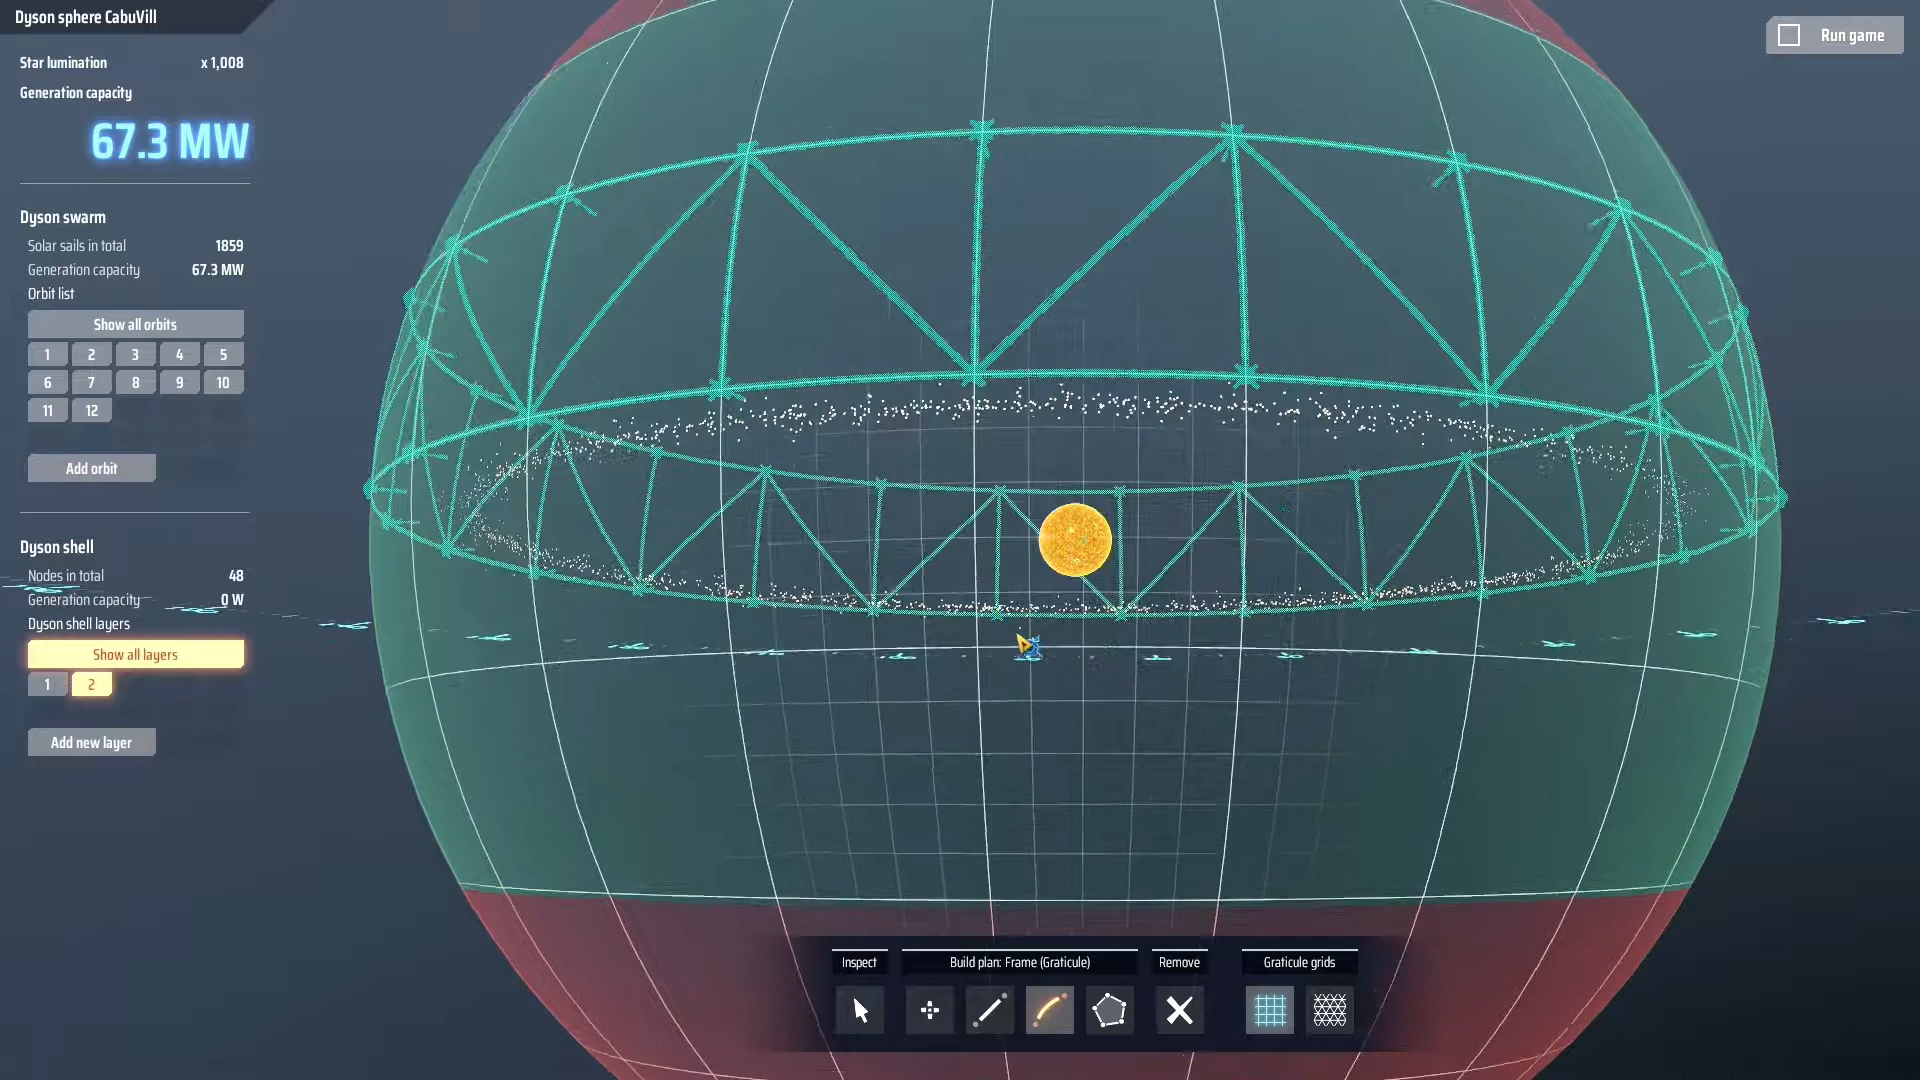 Dyson sphere CabuVill
Run game
Star lumination x 1,008
Generation capacity
67.3 MW
Dyson swarm
Solar sails in total 1859
Generation capacity 67.3 MW
Orbit list
Show all orbits
1 2 3 4 5
6 7 8 9 10
11 12
Add orbit
Dyson shell
Nodes in total 48
Generation capacity 0 W
Dyson shell layers
Show all layers
1 2
Add new layer
Inspect Build plan: Frame (Graticule) Remove Graticule grids